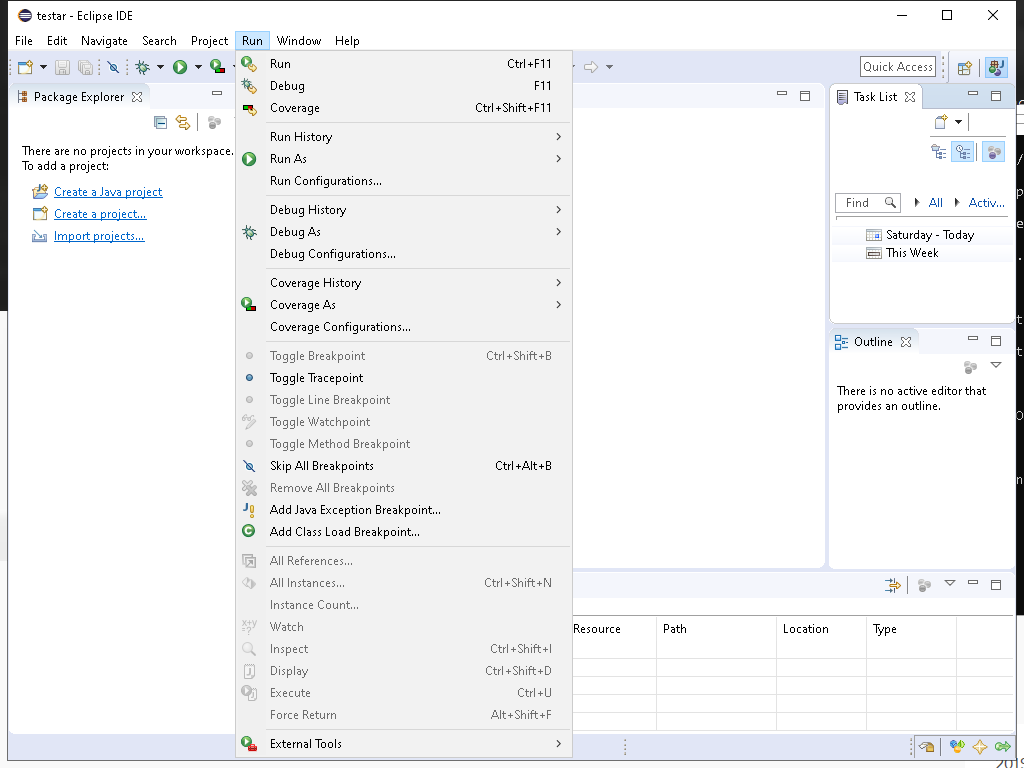 testar - Eclipse IDE
File Edit Navigate Search Project Run Window Help
Quick Access
Package Explorer
There are no projects in your workspace.
To add a project:
Create a Java project
Create a project...
Import projects...
Run Ctrl+F11
Debug F11
Coverage Ctrl+Shift+F11
Run History
Run As
Run Configurations...
Debug History
Debug As
Debug Configurations...
Coverage History
Coverage As
Coverage Configurations...
Toggle Breakpoint Ctrl+Shift+B
Toggle Tracepoint
Toggle Line Breakpoint
Toggle Watchpoint
Toggle Method Breakpoint
Skip All Breakpoints Ctrl+Alt+B
Remove All Breakpoints
Add Java Exception Breakpoint...
Add Class Load Breakpoint...
All References...
All Instances... Ctrl+Shift+N
Instance Count...
Watch
Inspect Ctrl+Shift+I
Display Ctrl+Shift+D
Execute Ctrl+U
Force Return Alt+Shift+F
External Tools
Task List
Find All Activ...
Saturday - Today
This Week
Outline
There is no active editor that
provides an outline.
Resource Path Location Type